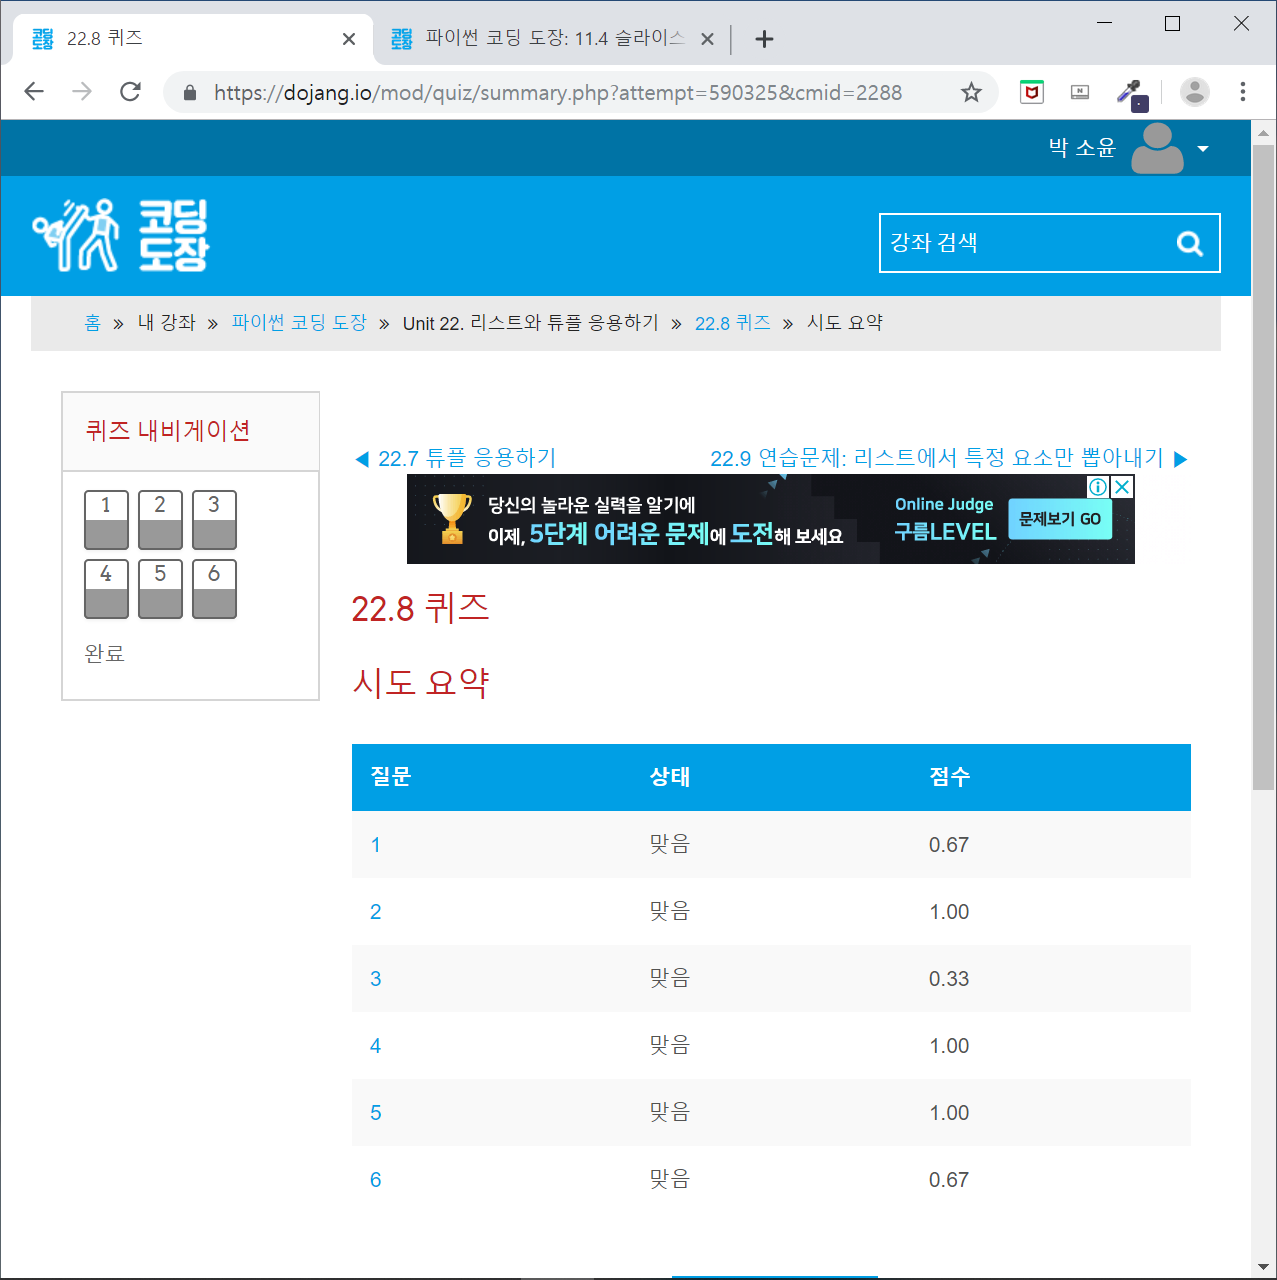 22.8 퀴즈
파이썬 코딩 도장: 11.4 슬라이스
https://dojang.io/mod/quiz/summary.php?attempt=590325&cmid=2288
박 소윤
코딩
도장
강좌 검색
홈 » 내 강좌 » 파이썬 코딩 도장 » Unit 22. 리스트와 튜플 응용하기 » 22.8 퀴즈 » 시도 요약
퀴즈 내비게이션
1 2 3
4 5 6
완료
◀ 22.7 튜플 응용하기
22.9 연습문제: 리스트에서 특정 요소만 뽑아내기 ▶
당신의 놀라운 실력을 알기에
이제, 5단계 어려운 문제에 도전해 보세요
Online Judge
구름LEVEL
문제보기 GO
22.8 퀴즈
시도 요약
질문 상태 점수
1 맞음 0.67
2 맞음 1.00
3 맞음 0.33
4 맞음 1.00
5 맞음 1.00
6 맞음 0.67